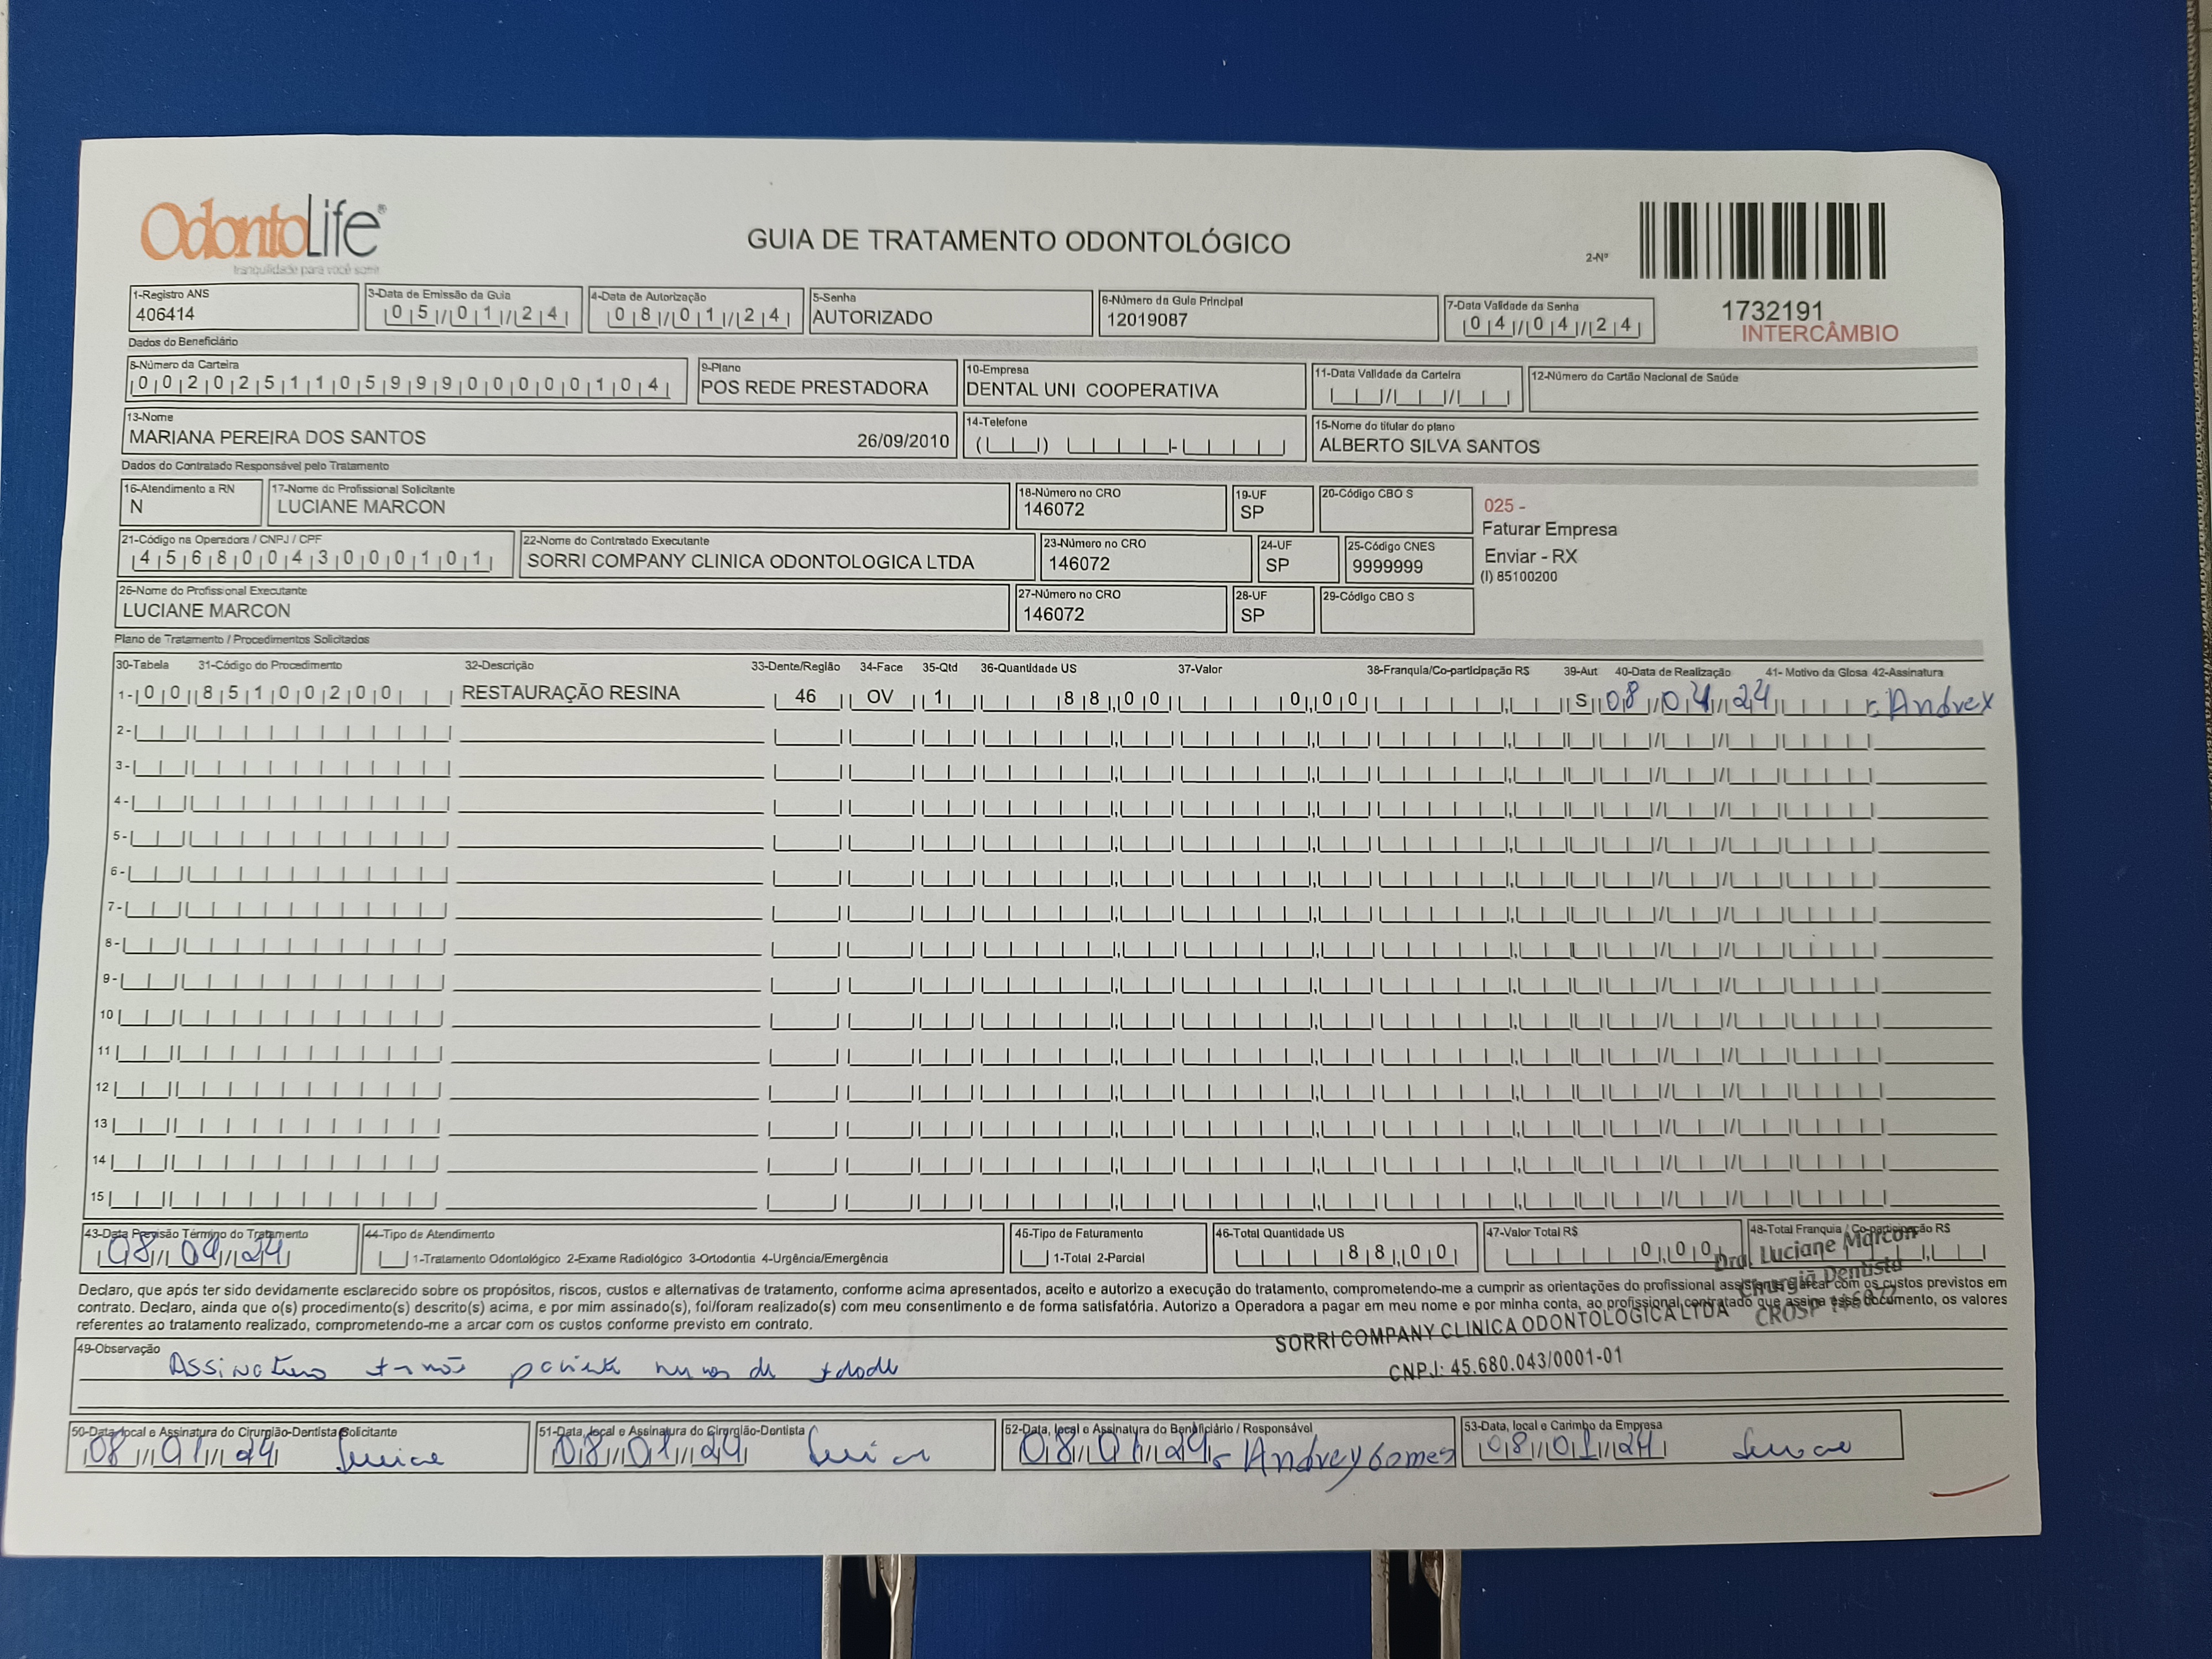 OdontoLife®
tranquilidade para você sorrir
GUIA DE TRATAMENTO ODONTOLÓGICO
2-Nº
1732191
INTERCÂMBIO
1-Registro ANS
406414
3-Data de Emissão da Guia
05/01/24
4-Data de Autorização
08/01/24
5-Senha
AUTORIZADO
6-Número da Guia Principal
12019087
7-Data Validade da Senha
04/04/24
Dados do Beneficiário
8-Número da Carteira
00202511059990000104
9-Plano
POS REDE PRESTADORA
10-Empresa
DENTAL UNI COOPERATIVA
11-Data Validade da Carteira
12-Número do Cartão Nacional de Saúde
13-Nome
MARIANA PEREIRA DOS SANTOS 26/09/2010
14-Telefone
15-Nome do titular do plano
ALBERTO SILVA SANTOS
Dados do Contratado Responsável pelo Tratamento
16-Atendimento a RN
N
17-Nome do Profissional Solicitante
LUCIANE MARCON
18-Número no CRO
146072
19-UF
SP
20-Código CBO S
025 -
Faturar Empresa
Enviar - RX
(I) 85100200
21-Código na Operadora / CNPJ / CPF
45680043000101
22-Nome do Contratado Executante
SORRI COMPANY CLINICA ODONTOLOGICA LTDA
23-Número no CRO
146072
24-UF
SP
25-Código CNES
9999999
26-Nome do Profissional Executante
LUCIANE MARCON
27-Número no CRO
146072
28-UF
SP
29-Código CBO S
Plano de Tratamento / Procedimentos Solicitados
30-Tabela 31-Código do Procedimento 32-Descrição 33-Dente/Região 34-Face 35-Qtd 36-Quantidade US 37-Valor 38-Franquia/Co-participação R$ 39-Aut 40-Data de Realização 41- Motivo da Glosa 42-Assinatura
1- 00 85100200 RESTAURAÇÃO RESINA 46 OV 1 88,00 0,00 S 08/04/24
2-
3-
4-
5-
6-
7-
8-
9-
10
11
12
13
14
15
43-Data Previsão Término do Tratamento
44-Tipo de Atendimento
1-Tratamento Odontológico 2-Exame Radiológico 3-Ortodontia 4-Urgência/Emergência
45-Tipo de Faturamento
1-Total 2-Parcial
46-Total Quantidade US
88,00
47-Valor Total R$
0,00
48-Total Franquia / Co-participação R$
Dra. Luciane Marcon
Cirurgiã Dentista
CROSP 146072
Declaro, que após ter sido devidamente esclarecido sobre os propósitos, riscos, custos e alternativas de tratamento, conforme acima apresentados, aceito e autorizo a execução do tratamento, comprometendo-me a cumprir as orientações do profissional assistente e arcar com os custos previstos em
contrato. Declaro, ainda que o(s) procedimento(s) descrito(s) acima, e por mim assinado(s), foi/foram realizado(s) com meu consentimento e de forma satisfatória. Autorizo a Operadora a pagar em meu nome e por minha conta, ao profissional contratado que assina esse documento, os valores
referentes ao tratamento realizado, comprometendo-me a arcar com os custos conforme previsto em contrato.
SORRI COMPANY CLINICA ODONTOLOGICA LTDA
CNPJ: 45.680.043/0001-01
49-Observação
50-Data, local e Assinatura do Cirurgião-Dentista Solicitante
08/01/24
51-Data, local e Assinatura do Cirurgião-Dentista
08/01/24
52-Data, local e Assinatura do Beneficiário / Responsável
08/01/24 Andrey Gomes
53-Data, local e Carimbo da Empresa
08/01/24